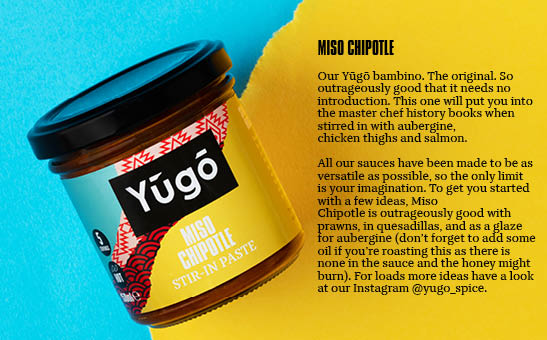 MISO CHIPOTLE
Our Yūgō bambino. The original. So
outrageously good that it needs no
introduction. This one will put you into
the master chef history books when
stirred in with aubergine,
chicken thighs and salmon.
All our sauces have been made to be as
versatile as possible, so the only limit
is your imagination. To get you started
with a few ideas, Miso
Chipotle is outrageously good with
prawns, in quesadillas, and as a glaze
for aubergine (don't forget to add some
oil if you're roasting this as there is
none in the sauce and the honey might
burn). For loads more ideas have a look
at our Instagram @yugo_spice.
Yūgō
MISO
CHIPOTLE
STIR-IN PASTE
5
HOT